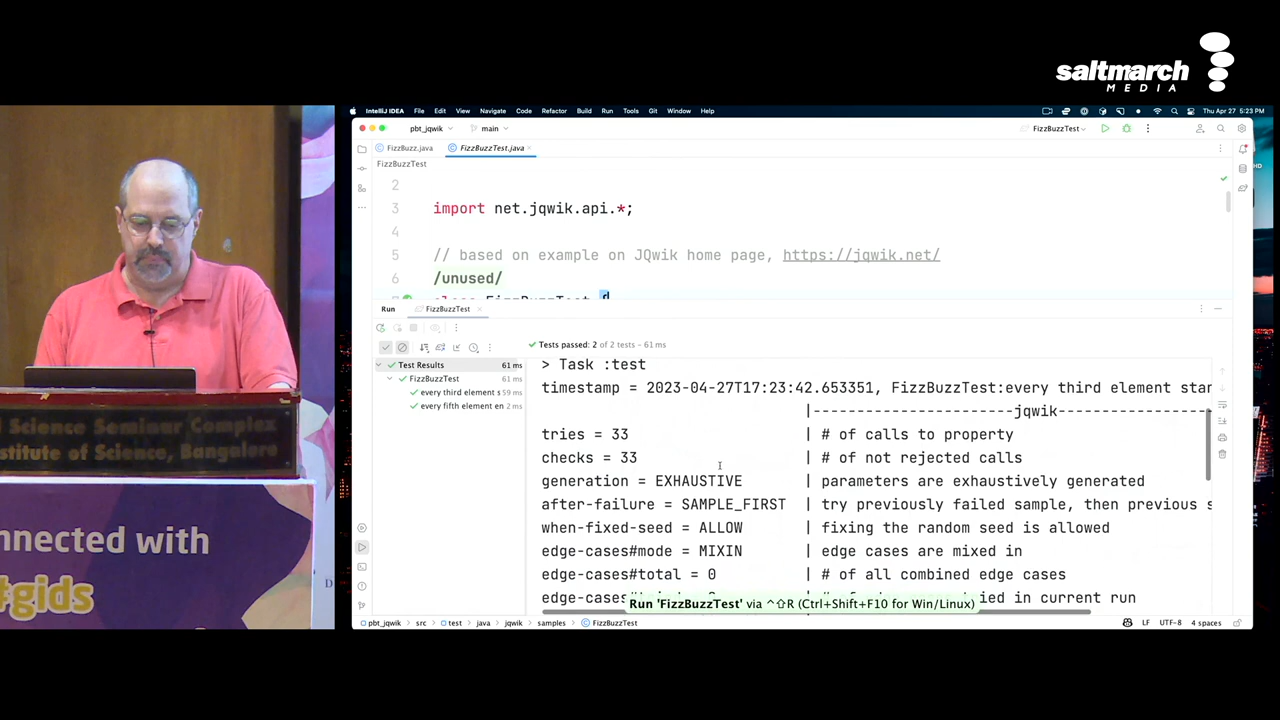 saltmarch
MEDIA
IntelliJ IDEA File Edit View Navigate Code Refactor Build Run Tools Git Window Help
Thu Apr 27 5:23 PM
pbt_jqwik main
FizzBuzzTest
FizzBuzz.java FizzBuzzTest.java
FizzBuzzTest
2
3 import net.jqwik.api.*;
4
5 // based on example on JQwik home page, https://jqwik.net/
6 /unused/
class FizzBuzzTest {
Run FizzBuzzTest
Tests passed: 2 of 2 tests – 61 ms
Test Results 61 ms
FizzBuzzTest 61 ms
every third element s 59 ms
every fifth element en 2 ms
> Task :test
timestamp = 2023-04-27T17:23:42.653351, FizzBuzzTest:every third element star
|-----------------------jqwik-----------------------
tries = 33 | # of calls to property
checks = 33 | # of not rejected calls
generation = EXHAUSTIVE | parameters are exhaustively generated
after-failure = SAMPLE_FIRST | try previously failed sample, then previous s
when-fixed-seed = ALLOW | fixing the random seed is allowed
edge-cases#mode = MIXIN | edge cases are mixed in
edge-cases#total = 0 | # of all combined edge cases
edge-cases ied in current run
Run 'FizzBuzzTest' via ^⇧R (Ctrl+Shift+F10 for Win/Linux)
pbt_jqwik src test java jqwik samples FizzBuzzTest
LF UTF-8 4 spaces
l Science Seminar Complex
stitute of Science, Bangalore
nnected with
#gids